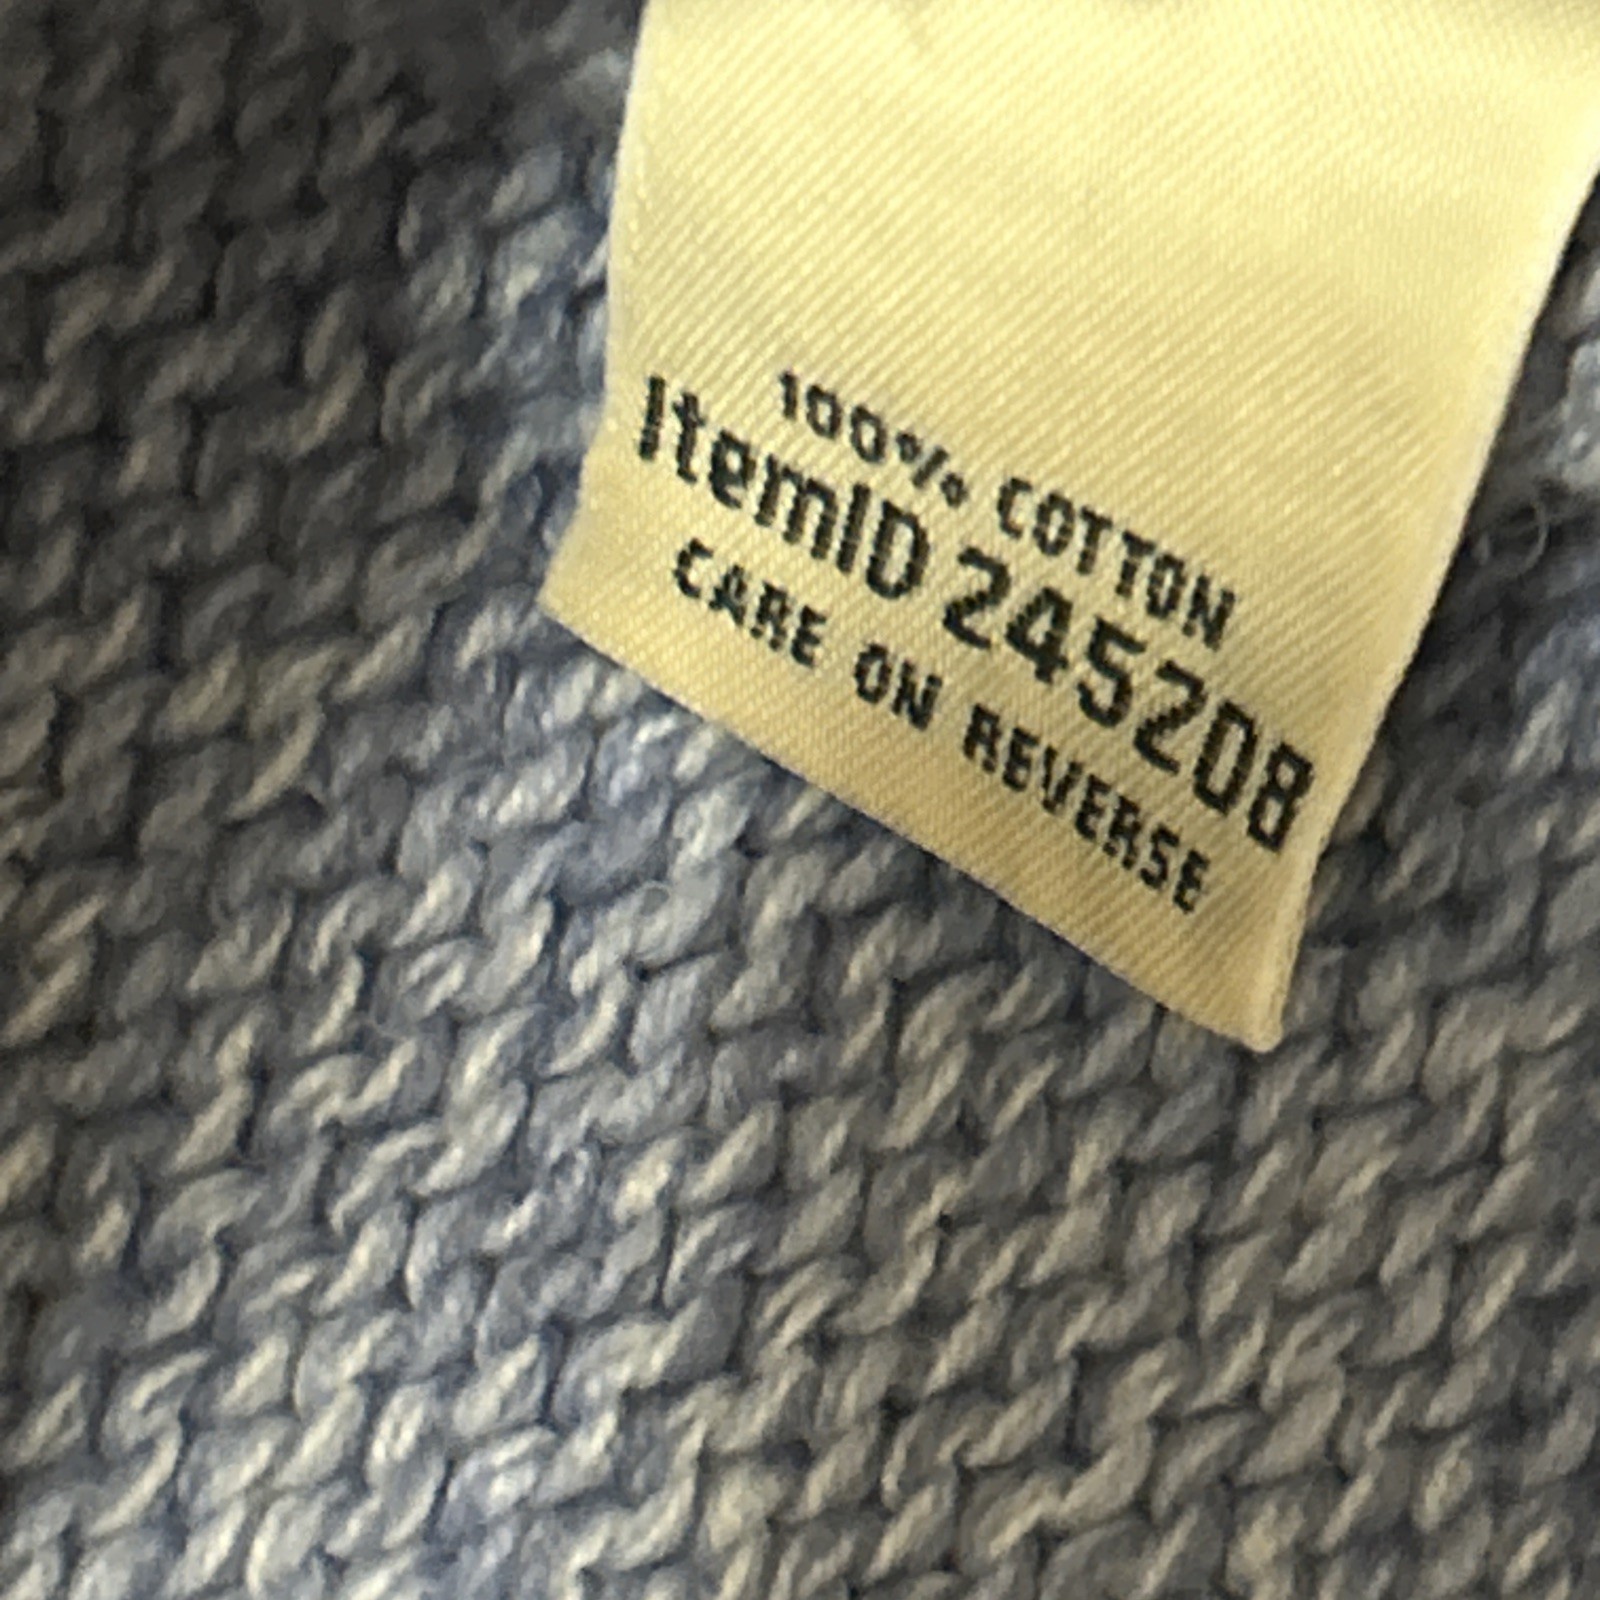 100% COTTON
ItemID 245208
CARE ON REVERSE